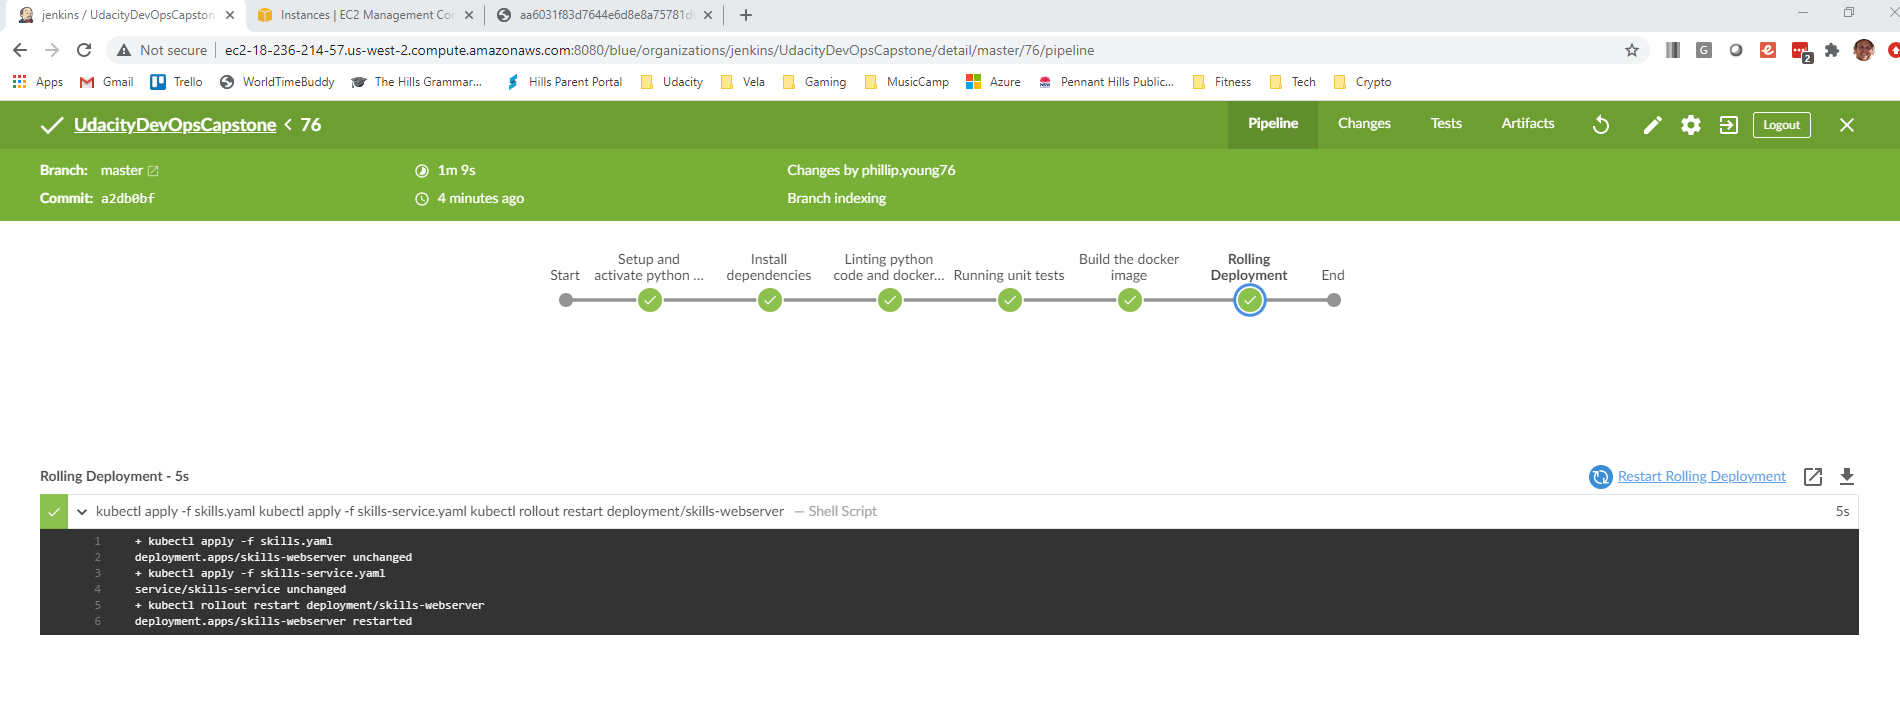 jenkins / UdacityDevOpsCapston
Instances | EC2 Management Con
aa6031f83d7644e6d8e8a75781d
Not secure ec2-18-236-214-57.us-west-2.compute.amazonaws.com:8080/blue/organizations/jenkins/UdacityDevOpsCapstone/detail/master/76/pipeline
G
2
Apps Gmail Trello WorldTimeBuddy The Hills Grammar... Hills Parent Portal Udacity Vela Gaming MusicCamp Azure Pennant Hills Public... Fitness Tech Crypto
UdacityDevOpsCapstone < 76
Pipeline Changes Tests Artifacts Logout
Branch: master 1m 9s Changes by phillip.young76
Commit: a2db0bf 4 minutes ago Branch indexing
Start
Setup and
activate python ...
Install
dependencies
Linting python
code and docker...
Running unit tests
Build the docker
image
Rolling
Deployment
End
Rolling Deployment - 5s
Restart Rolling Deployment
kubectl apply -f skills.yaml kubectl apply -f skills-service.yaml kubectl rollout restart deployment/skills-webserver — Shell Script 5s
1 + kubectl apply -f skills.yaml
2 deployment.apps/skills-webserver unchanged
3 + kubectl apply -f skills-service.yaml
4 service/skills-service unchanged
5 + kubectl rollout restart deployment/skills-webserver
6 deployment.apps/skills-webserver restarted